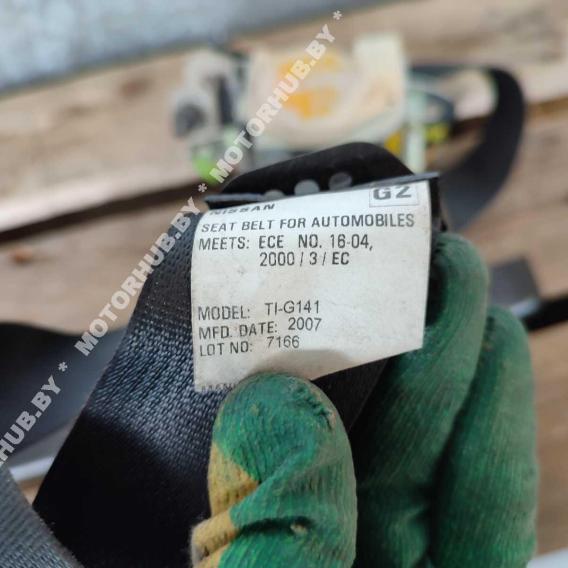 NISSAN G2
SEAT BELT FOR AUTOMOBILES
MEETS: ECE NO. 16-04,
2000 / 3 / EC
MODEL: TI-G141
MFD. DATE: 2007
LOT NO: 7166
MOTORHUB.BY * MOTORHUB.BY * MOTORHUB.BY *